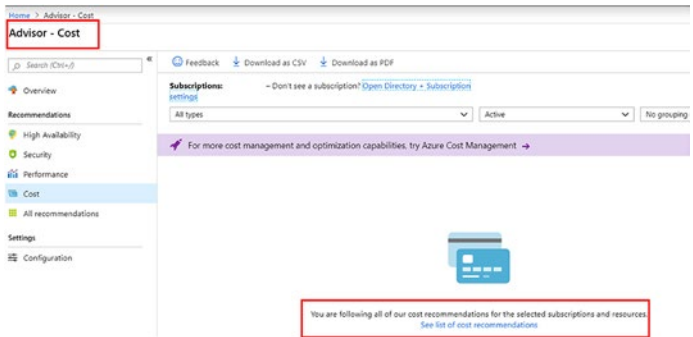 Home > Advisor - Cost
Advisor - Cost
Search (Ctrl+/)
Overview
Recommendations
High Availability
Security
Performance
Cost
All recommendations
Settings
Configuration
Feedback Download as CSV Download as PDF
Subscriptions: – Don't see a subscription? Open Directory + Subscription
settings
All types Active No grouping
For more cost management and optimization capabilities, try Azure Cost Management →
You are following all of our cost recommendations for the selected subscriptions and resources.
See list of cost recommendations